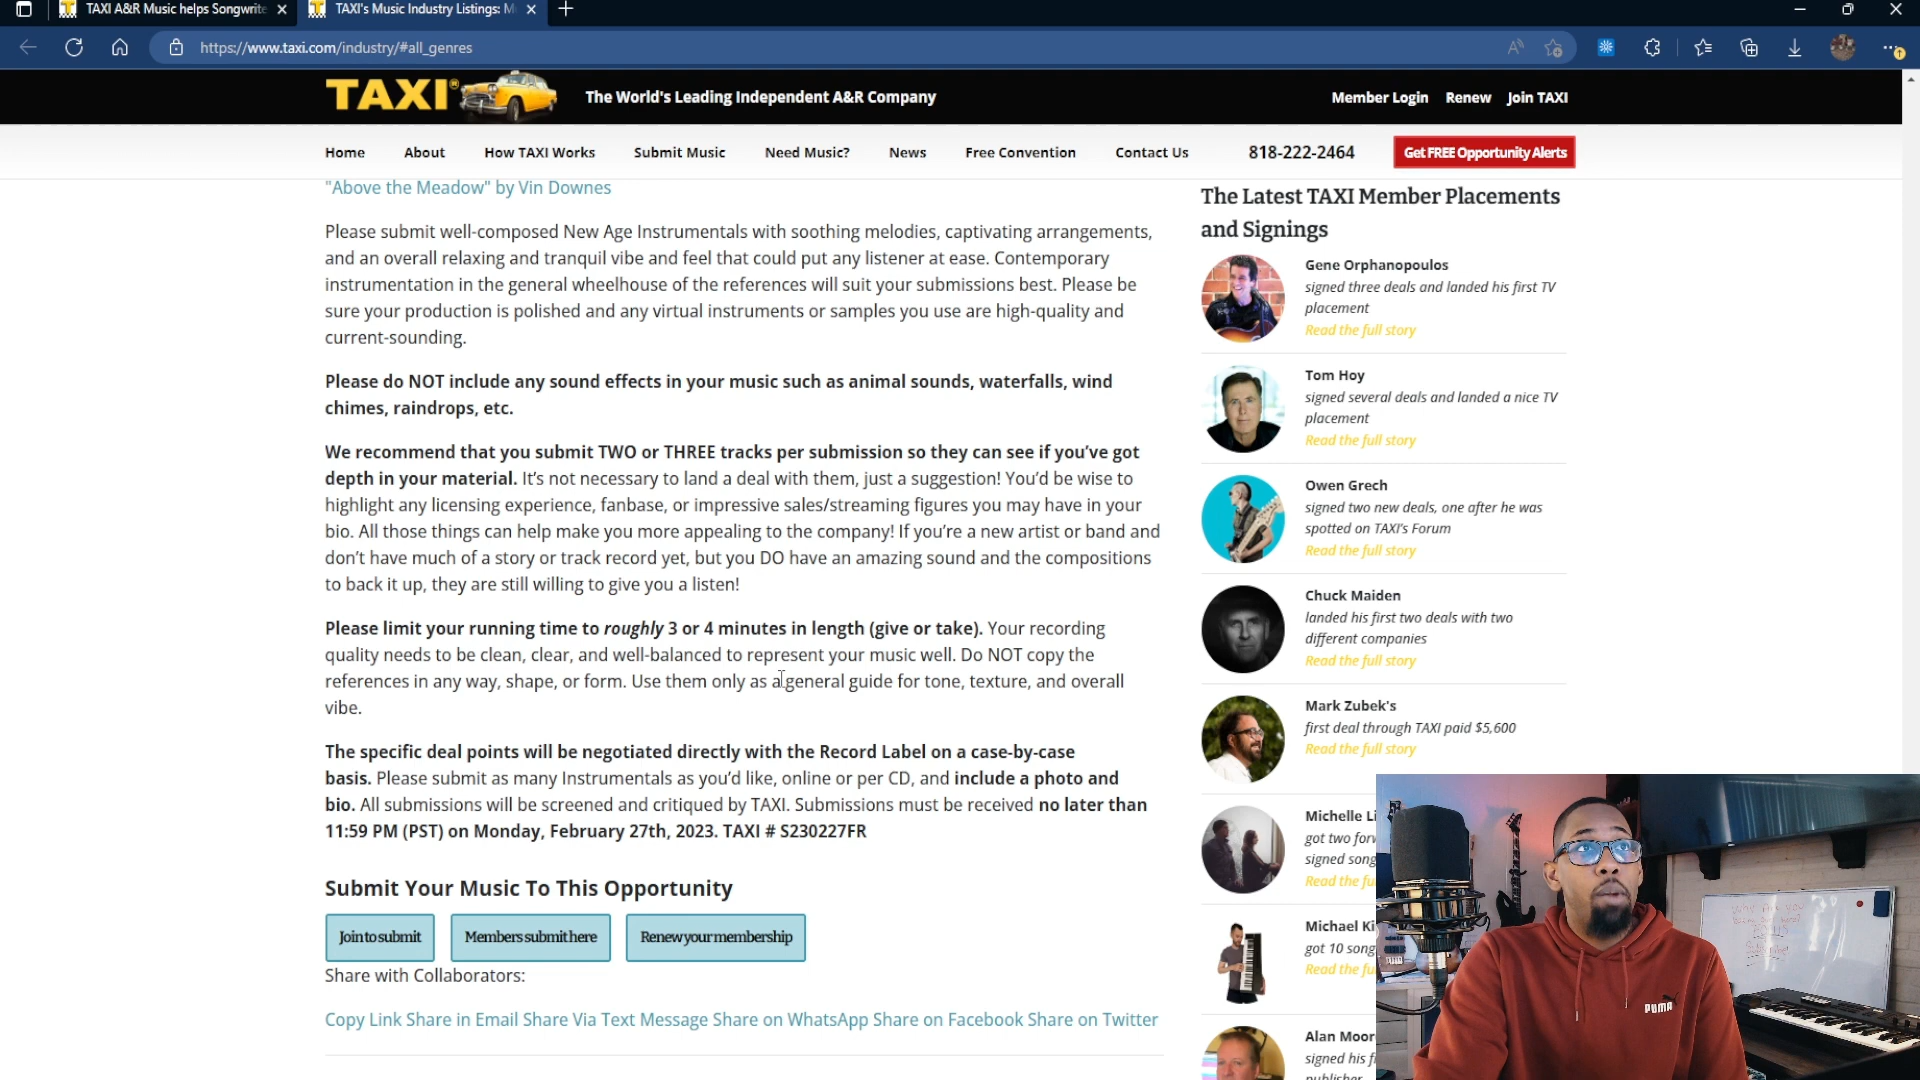 TAXI A&R Music helps Songwrite
TAXI's Music Industry Listings: M
https://www.taxi.com/industry/#all_genres
TAXI®
The World's Leading Independent A&R Company
Member Login Renew Join TAXI
Home About How TAXI Works Submit Music Need Music? News Free Convention Contact Us 818-222-2464 Get FREE Opportunity Alerts
"Above the Meadow" by Vin Downes
Please submit well-composed New Age Instrumentals with soothing melodies, captivating arrangements,
and an overall relaxing and tranquil vibe and feel that could put any listener at ease. Contemporary
instrumentation in the general wheelhouse of the references will suit your submissions best. Please be
sure your production is polished and any virtual instruments or samples you use are high-quality and
current-sounding.
Please do NOT include any sound effects in your music such as animal sounds, waterfalls, wind
chimes, raindrops, etc.
We recommend that you submit TWO or THREE tracks per submission so they can see if you've got
depth in your material. It's not necessary to land a deal with them, just a suggestion! You'd be wise to
highlight any licensing experience, fanbase, or impressive sales/streaming figures you may have in your
bio. All those things can help make you more appealing to the company! If you're a new artist or band and
don't have much of a story or track record yet, but you DO have an amazing sound and the compositions
to back it up, they are still willing to give you a listen!
Please limit your running time to roughly 3 or 4 minutes in length (give or take). Your recording
quality needs to be clean, clear, and well-balanced to represent your music well. Do NOT copy the
references in any way, shape, or form. Use them only as a general guide for tone, texture, and overall
vibe.
The specific deal points will be negotiated directly with the Record Label on a case-by-case
basis. Please submit as many Instrumentals as you'd like, online or per CD, and include a photo and
bio. All submissions will be screened and critiqued by TAXI. Submissions must be received no later than
11:59 PM (PST) on Monday, February 27th, 2023. TAXI # S230227FR
Submit Your Music To This Opportunity
Join to submit Members submit here Renew your membership
Share with Collaborators:
Copy Link Share in Email Share Via Text Message Share on WhatsApp Share on Facebook Share on Twitter
The Latest TAXI Member Placements
and Signings
Gene Orphanopoulos
signed three deals and landed his first TV
placement
Read the full story
Tom Hoy
signed several deals and landed a nice TV
placement
Read the full story
Owen Grech
signed two new deals, one after he was
spotted on TAXI's Forum
Read the full story
Chuck Maiden
landed his first two deals with two
different companies
Read the full story
Mark Zubek's
first deal through TAXI paid $5,600
Read the full story
Michelle Li
got two forv
signed song
Read the fu
Michael Ki
got 10 song
Read the fu
Alan Moor
signed his fi
publisher
PUMA